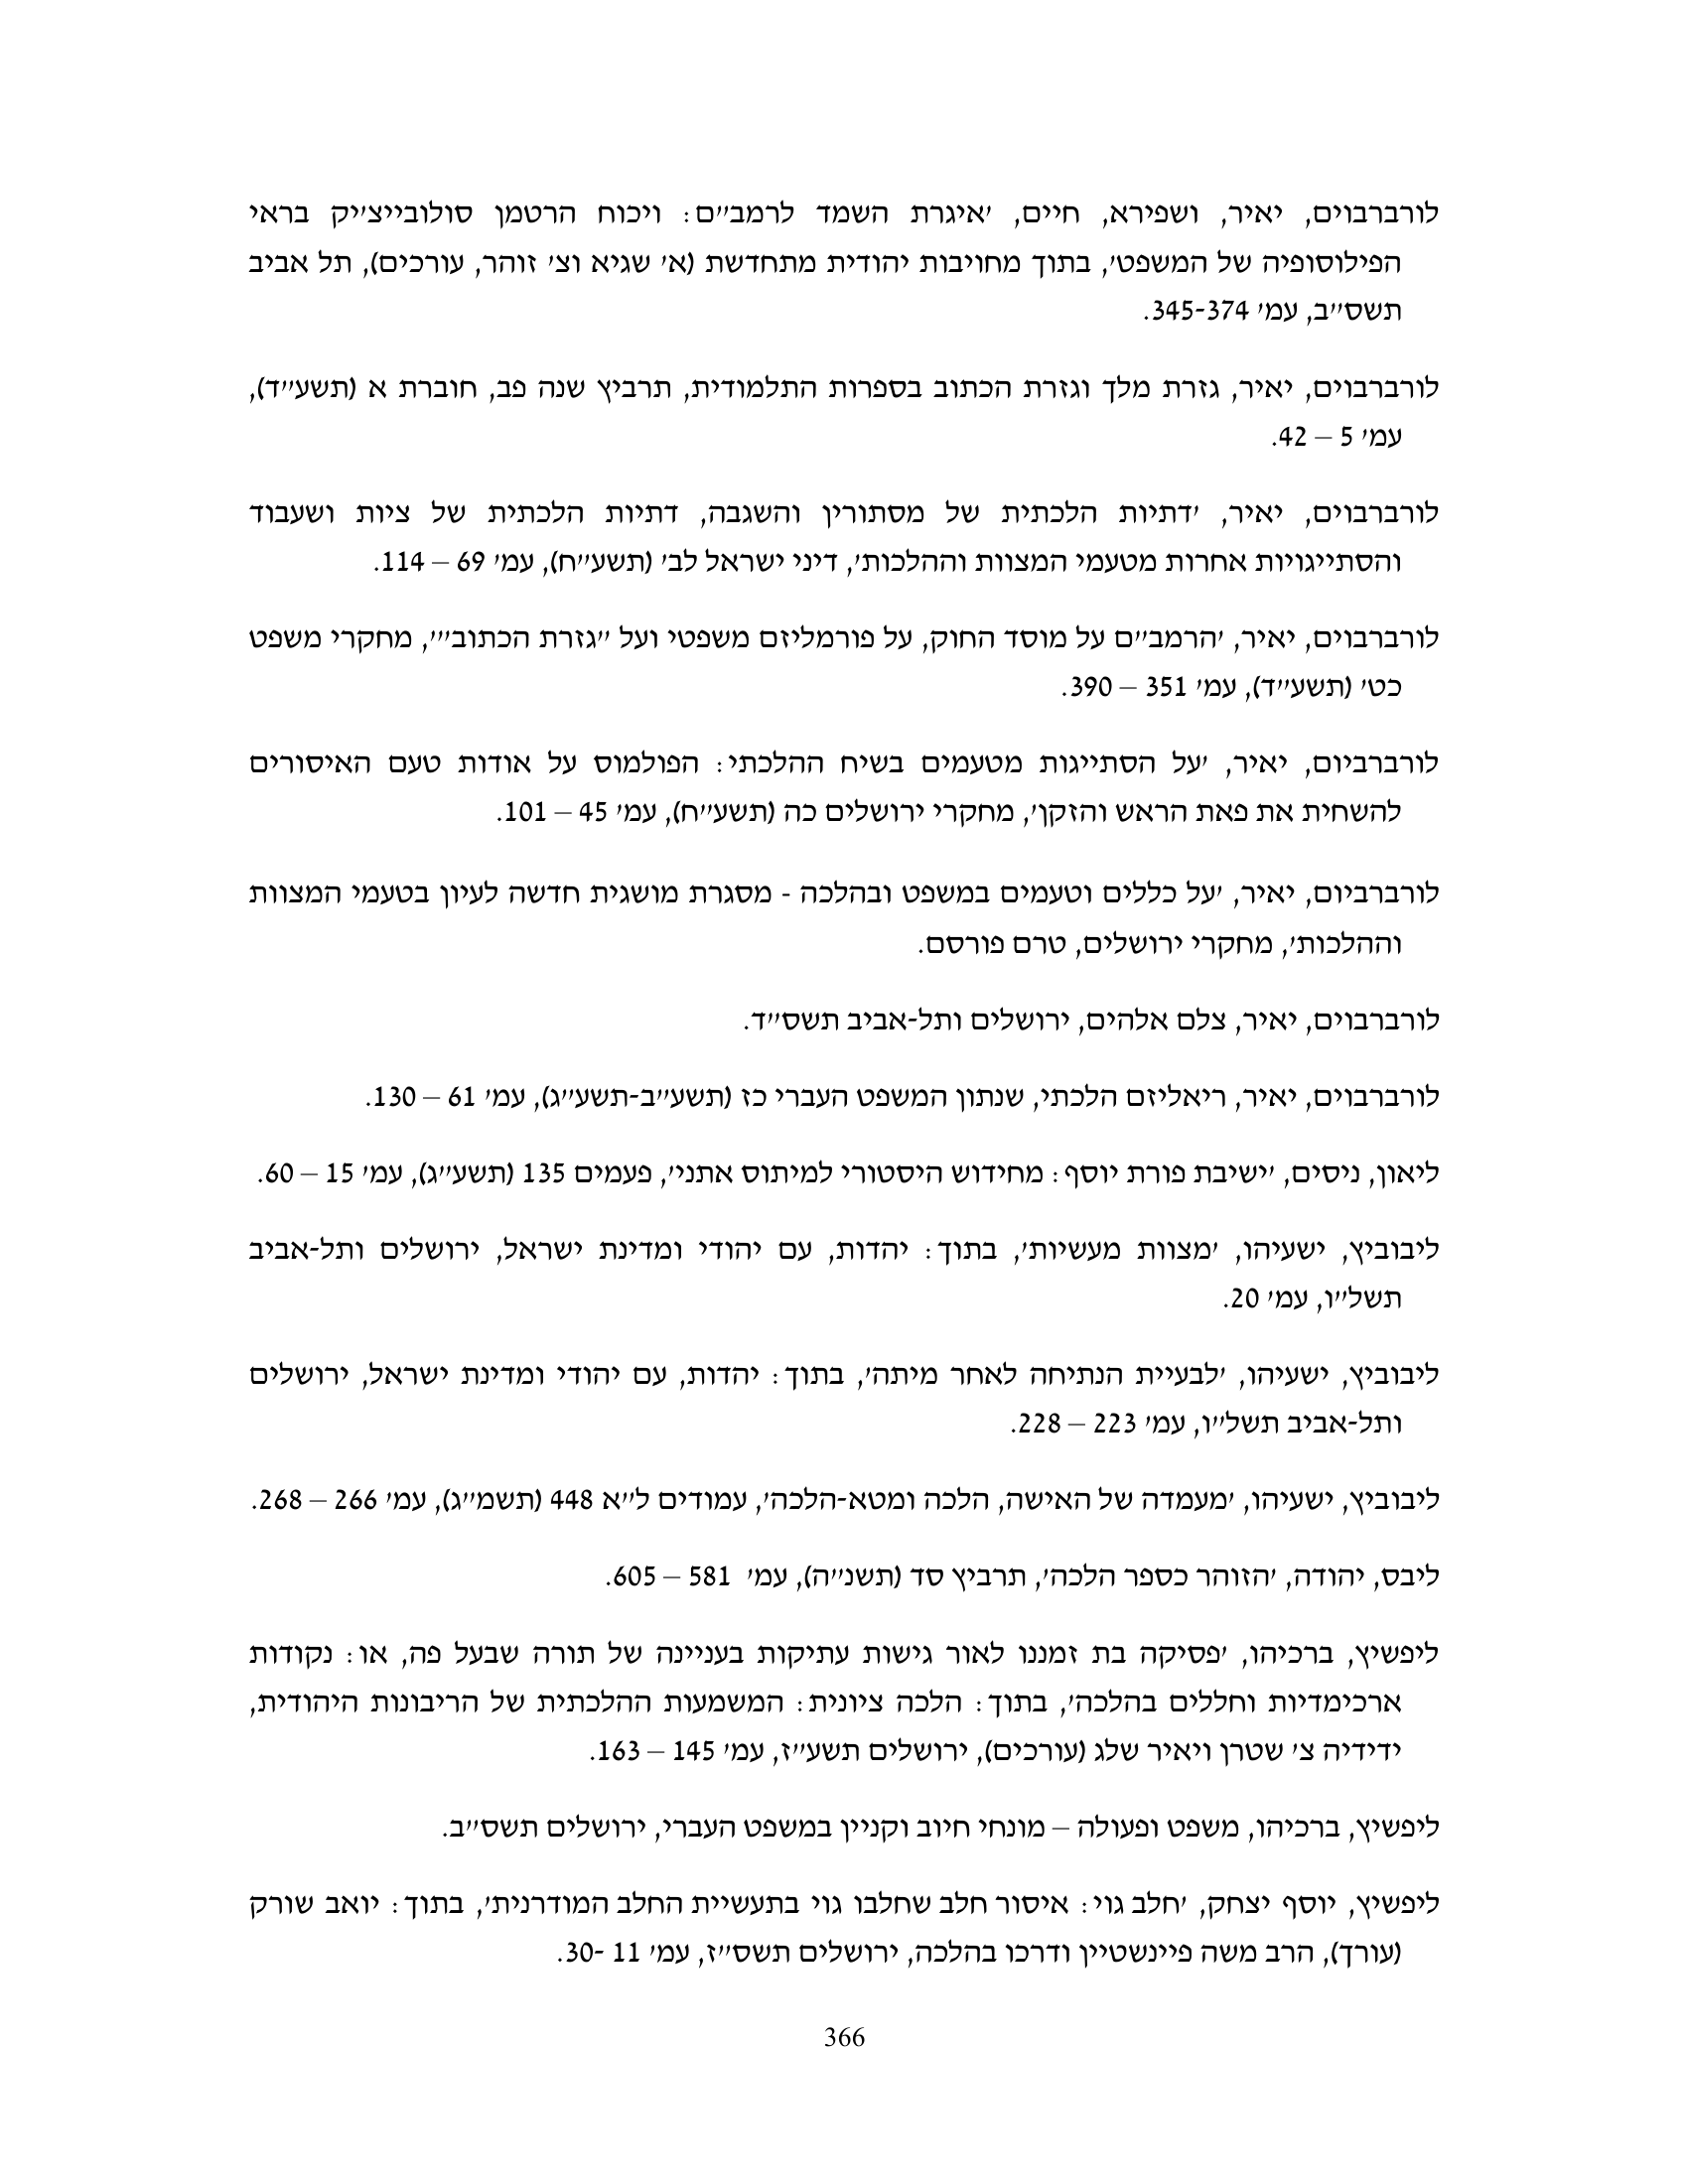 לורברבוים, יאיר, ושפירא, חיים, 'איגרת השמד לרמב"ם: ויכוח הרטמן סולובייצ'יק בראי
הפילוסופיה של המשפט', בתוך מחויבות יהודית מתחדשת (א' שגיא וצ' זוהר, עורכים), תל אביב
תשס"ב, עמ' 345-374.
לורברבוים, יאיר, גזרת מלך וגזרת הכתוב בספרות התלמודית, תרביץ שנה פב, חוברת א (תשע"ד),
עמ' 5 – 42.
לורברבוים, יאיר, 'דתיות הלכתית של מסתורין והשגבה, דתיות הלכתית של ציות ושעבוד
והסתייגויות אחרות מטעמי המצוות וההלכות', דיני ישראל לב' (תשע"ח), עמ' 69 – 114.
לורברבוים, יאיר, 'הרמב"ם על מוסד החוק, על פורמליזם משפטי ועל "גזרת הכתוב"', מחקרי משפט
כט' (תשע"ד), עמ' 351 – 390.
לורברביום, יאיר, 'על הסתייגות מטעמים בשיח ההלכתי: הפולמוס על אודות טעם האיסורים
להשחית את פאת הראש והזקן', מחקרי ירושלים כה (תשע"ח), עמ' 45 – 101.
לורברביום, יאיר, 'על כללים וטעמים במשפט ובהלכה - מסגרת מושגית חדשה לעיון בטעמי המצוות
וההלכות', מחקרי ירושלים, טרם פורסם.
לורברבוים, יאיר, צלם אלהים, ירושלים ותל-אביב תשס"ד.
לורברבוים, יאיר, ריאליזם הלכתי, שנתון המשפט העברי כז (תשע"ב-תשע"ג), עמ' 61 – 130.
ליאון, ניסים, 'ישיבת פורת יוסף: מחידוש היסטורי למיתוס אתני', פעמים 135 (תשע"ג), עמ' 15 – 60.
ליבוביץ, ישעיהו, 'מצוות מעשיות', בתוך: יהדות, עם יהודי ומדינת ישראל, ירושלים ותל-אביב
תשל"ו, עמ' 20.
ליבוביץ, ישעיהו, 'לבעיית הנתיחה לאחר מיתה', בתוך: יהדות, עם יהודי ומדינת ישראל, ירושלים
ותל-אביב תשל"ו, עמ' 223 – 228.
ליבוביץ, ישעיהו, 'מעמדה של האישה, הלכה ומטא-הלכה', עמודים ל"א 448 (תשמ"ג), עמ' 266 – 268.
ליבס, יהודה, 'הזוהר כספר הלכה', תרביץ סד (תשנ"ה), עמ' 581 – 605.
ליפשיץ, ברכיהו, 'פסיקה בת זמננו לאור גישות עתיקות בעניינה של תורה שבעל פה, או: נקודות
ארכימדיות וחללים בהלכה', בתוך: הלכה ציונית: המשמעות ההלכתית של הריבונות היהודית,
ידידיה צ' שטרן ויאיר שלג (עורכים), ירושלים תשע"ז, עמ' 145 – 163.
ליפשיץ, ברכיהו, משפט ופעולה – מונחי חיוב וקניין במשפט העברי, ירושלים תשס"ב.
ליפשיץ, יוסף יצחק, 'חלב גוי: איסור חלב שחלבו גוי בתעשיית החלב המודרנית', בתוך: יואב שורק
(עורך), הרב משה פיינשטיין ודרכו בהלכה, ירושלים תשס"ז, עמ' 11 -30.
366